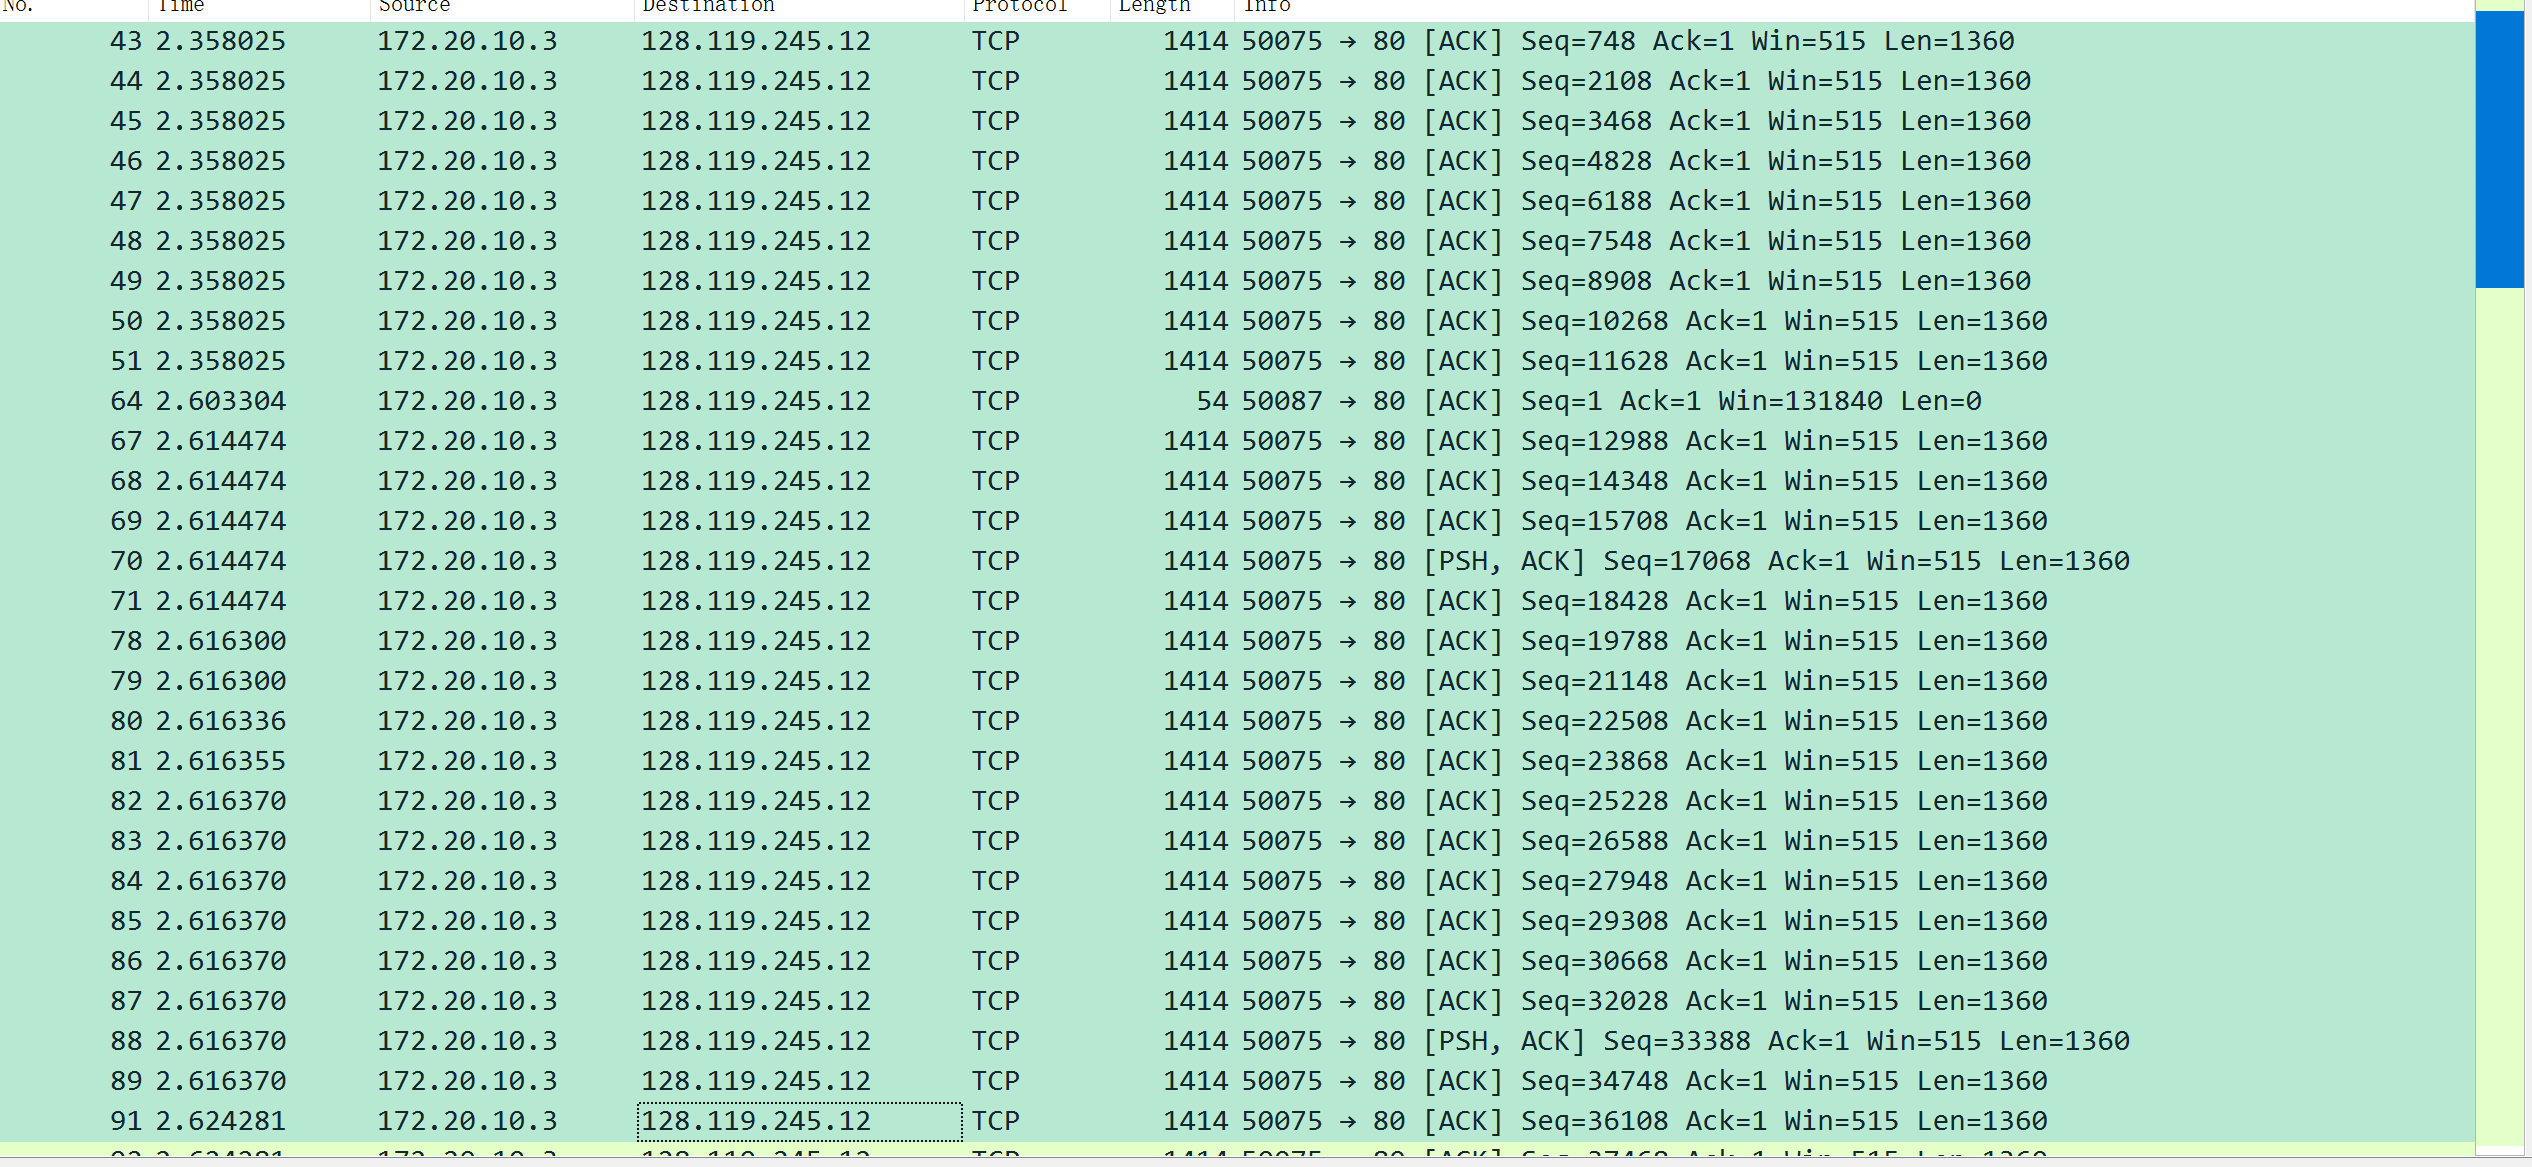 No. Time Source Destination Protocol Length Info
43 2.358025 172.20.10.3 128.119.245.12 TCP 1414 50075 → 80 [ACK] Seq=748 Ack=1 Win=515 Len=1360
44 2.358025 172.20.10.3 128.119.245.12 TCP 1414 50075 → 80 [ACK] Seq=2108 Ack=1 Win=515 Len=1360
45 2.358025 172.20.10.3 128.119.245.12 TCP 1414 50075 → 80 [ACK] Seq=3468 Ack=1 Win=515 Len=1360
46 2.358025 172.20.10.3 128.119.245.12 TCP 1414 50075 → 80 [ACK] Seq=4828 Ack=1 Win=515 Len=1360
47 2.358025 172.20.10.3 128.119.245.12 TCP 1414 50075 → 80 [ACK] Seq=6188 Ack=1 Win=515 Len=1360
48 2.358025 172.20.10.3 128.119.245.12 TCP 1414 50075 → 80 [ACK] Seq=7548 Ack=1 Win=515 Len=1360
49 2.358025 172.20.10.3 128.119.245.12 TCP 1414 50075 → 80 [ACK] Seq=8908 Ack=1 Win=515 Len=1360
50 2.358025 172.20.10.3 128.119.245.12 TCP 1414 50075 → 80 [ACK] Seq=10268 Ack=1 Win=515 Len=1360
51 2.358025 172.20.10.3 128.119.245.12 TCP 1414 50075 → 80 [ACK] Seq=11628 Ack=1 Win=515 Len=1360
64 2.603304 172.20.10.3 128.119.245.12 TCP 54 50087 → 80 [ACK] Seq=1 Ack=1 Win=131840 Len=0
67 2.614474 172.20.10.3 128.119.245.12 TCP 1414 50075 → 80 [ACK] Seq=12988 Ack=1 Win=515 Len=1360
68 2.614474 172.20.10.3 128.119.245.12 TCP 1414 50075 → 80 [ACK] Seq=14348 Ack=1 Win=515 Len=1360
69 2.614474 172.20.10.3 128.119.245.12 TCP 1414 50075 → 80 [ACK] Seq=15708 Ack=1 Win=515 Len=1360
70 2.614474 172.20.10.3 128.119.245.12 TCP 1414 50075 → 80 [PSH, ACK] Seq=17068 Ack=1 Win=515 Len=1360
71 2.614474 172.20.10.3 128.119.245.12 TCP 1414 50075 → 80 [ACK] Seq=18428 Ack=1 Win=515 Len=1360
78 2.616300 172.20.10.3 128.119.245.12 TCP 1414 50075 → 80 [ACK] Seq=19788 Ack=1 Win=515 Len=1360
79 2.616300 172.20.10.3 128.119.245.12 TCP 1414 50075 → 80 [ACK] Seq=21148 Ack=1 Win=515 Len=1360
80 2.616336 172.20.10.3 128.119.245.12 TCP 1414 50075 → 80 [ACK] Seq=22508 Ack=1 Win=515 Len=1360
81 2.616355 172.20.10.3 128.119.245.12 TCP 1414 50075 → 80 [ACK] Seq=23868 Ack=1 Win=515 Len=1360
82 2.616370 172.20.10.3 128.119.245.12 TCP 1414 50075 → 80 [ACK] Seq=25228 Ack=1 Win=515 Len=1360
83 2.616370 172.20.10.3 128.119.245.12 TCP 1414 50075 → 80 [ACK] Seq=26588 Ack=1 Win=515 Len=1360
84 2.616370 172.20.10.3 128.119.245.12 TCP 1414 50075 → 80 [ACK] Seq=27948 Ack=1 Win=515 Len=1360
85 2.616370 172.20.10.3 128.119.245.12 TCP 1414 50075 → 80 [ACK] Seq=29308 Ack=1 Win=515 Len=1360
86 2.616370 172.20.10.3 128.119.245.12 TCP 1414 50075 → 80 [ACK] Seq=30668 Ack=1 Win=515 Len=1360
87 2.616370 172.20.10.3 128.119.245.12 TCP 1414 50075 → 80 [ACK] Seq=32028 Ack=1 Win=515 Len=1360
88 2.616370 172.20.10.3 128.119.245.12 TCP 1414 50075 → 80 [PSH, ACK] Seq=33388 Ack=1 Win=515 Len=1360
89 2.616370 172.20.10.3 128.119.245.12 TCP 1414 50075 → 80 [ACK] Seq=34748 Ack=1 Win=515 Len=1360
91 2.624281 172.20.10.3 128.119.245.12 TCP 1414 50075 → 80 [ACK] Seq=36108 Ack=1 Win=515 Len=1360